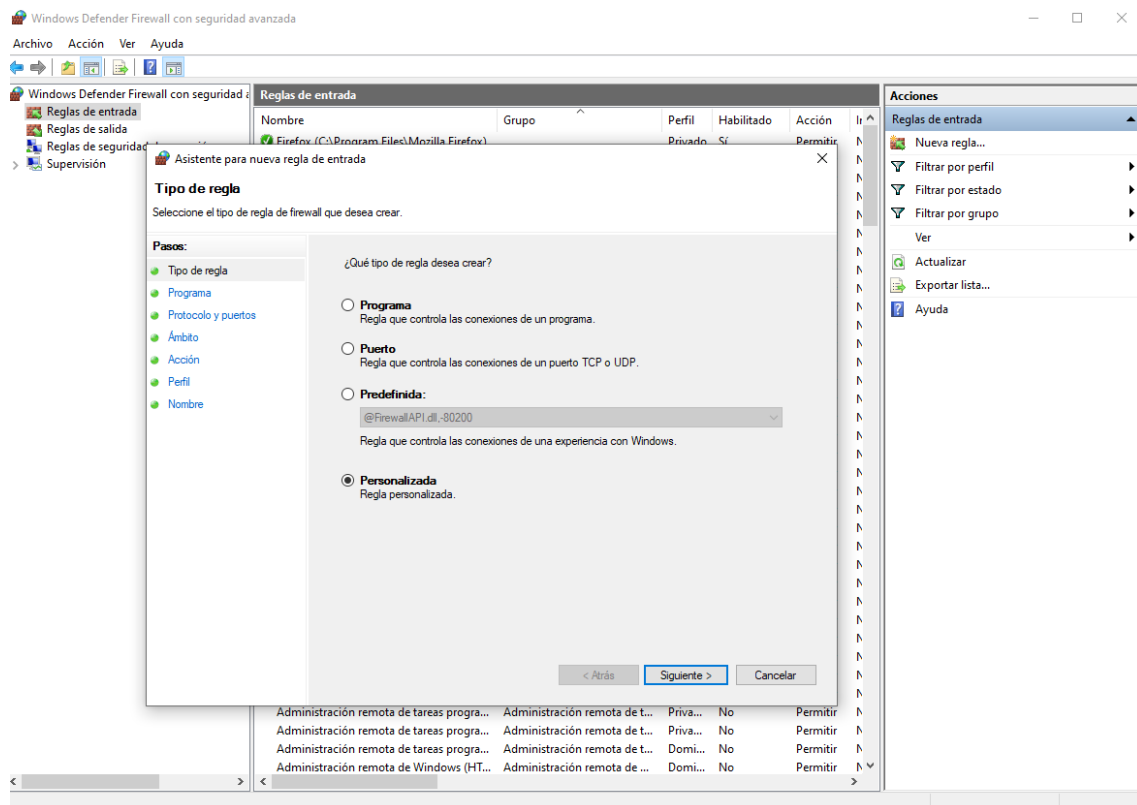 Windows Defender Firewall con seguridad avanzada
Archivo Acción Ver Ayuda
Windows Defender Firewall con seguridad
Reglas de entrada
Reglas de salida
Reglas de seguridad
Supervisión
Reglas de entrada
Nombre Grupo Perfil Habilitado Acción
Firefox (C:\Program Files\Mozilla Firefox) Privado Sí Permitir
Asistente para nueva regla de entrada
Tipo de regla
Seleccione el tipo de regla de firewall que desea crear.
Pasos:
Tipo de regla
Programa
Protocolo y puertos
Ámbito
Acción
Perfil
Nombre
¿Qué tipo de regla desea crear?
Programa
Regla que controla las conexiones de un programa.
Puerto
Regla que controla las conexiones de un puerto TCP o UDP.
Predefinida:
@FirewallAPI.dll,-80200
Regla que controla las conexiones de una experiencia con Windows.
Personalizada
Regla personalizada.
< Atrás Siguiente > Cancelar
Administración remota de tareas progra... Administración remota de t... Priva... No Permitir
Administración remota de tareas progra... Administración remota de t... Priva... No Permitir
Administración remota de tareas progra... Administración remota de t... Domi... No Permitir
Administración remota de Windows (HT... Administración remota de ... Domi... No Permitir
Acciones
Reglas de entrada
Nueva regla...
Filtrar por perfil
Filtrar por estado
Filtrar por grupo
Ver
Actualizar
Exportar lista...
Ayuda